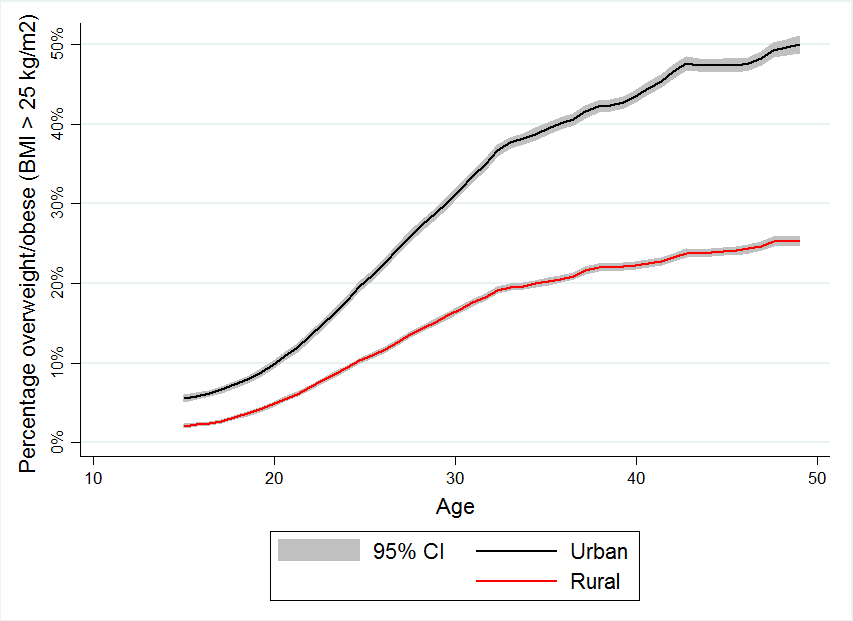 Percentage overweight/obese (BMI > 25 kg/m2)
50%
40%
30%
20%
10%
0%
10 20 30 40 50
Age
95% CI Urban
Rural